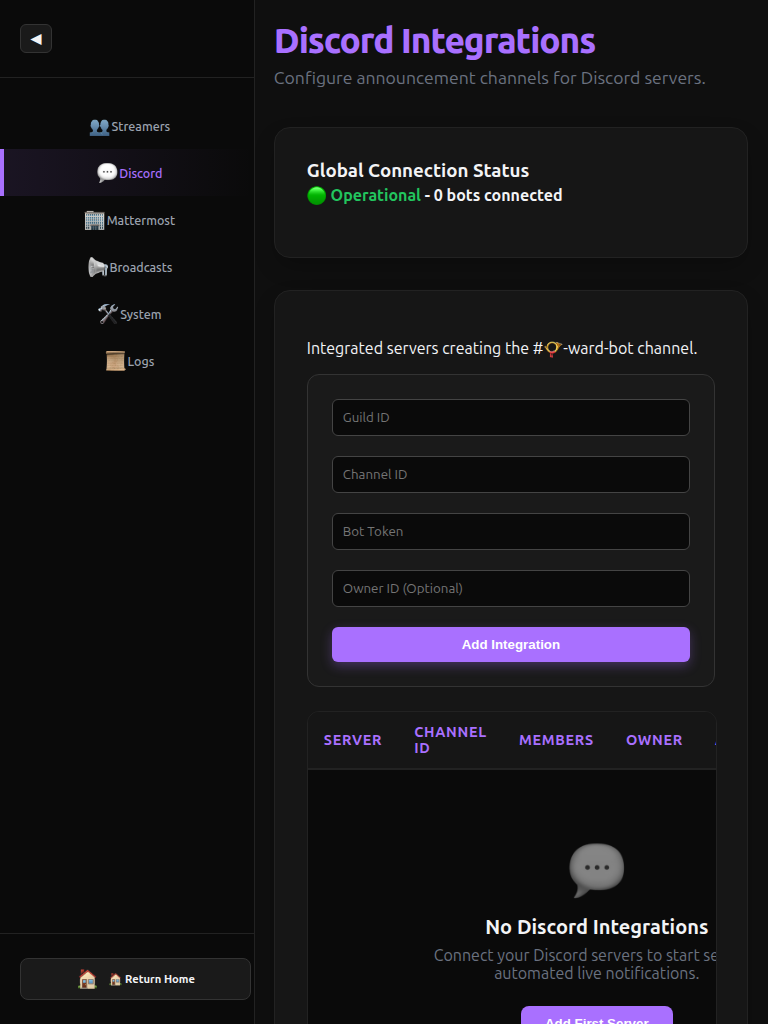 Discord Integrations
Configure announcement channels for Discord servers.
Streamers
Discord
Mattermost
Broadcasts
System
Logs
Return Home
Global Connection Status
Operational - 0 bots connected
Integrated servers creating the #📯-ward-bot channel.
Guild ID
Channel ID
Bot Token
Owner ID (Optional)
Add Integration
SERVER CHANNEL ID MEMBERS OWNER
No Discord Integrations
Connect your Discord servers to start
automated live notifications.
Add First Server